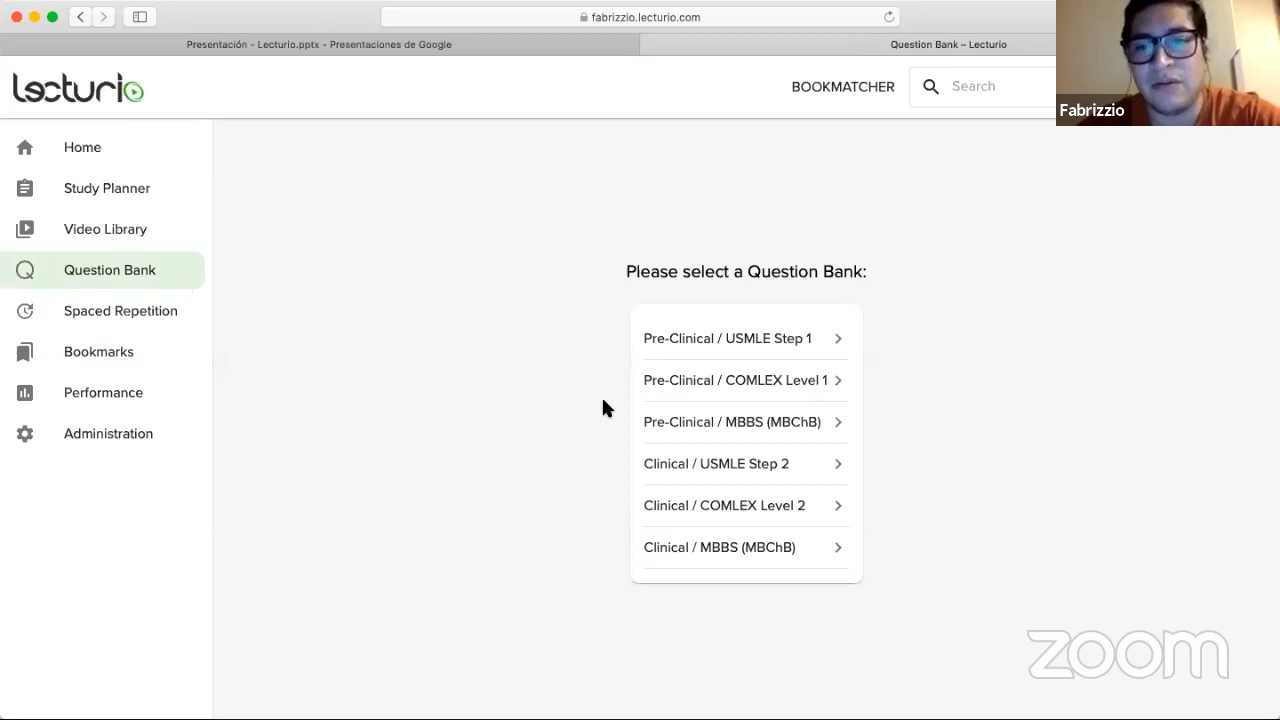 fabrizzio.lecturio.com
Presentación - Lecturio.pptx - Presentaciones de Google
Question Bank – Lecturio
lecturio
BOOKMATCHER
Search
Fabrizzio
Home
Study Planner
Video Library
Question Bank
Spaced Repetition
Bookmarks
Performance
Administration
Please select a Question Bank:
Pre-Clinical / USMLE Step 1
Pre-Clinical / COMLEX Level 1
Pre-Clinical / MBBS (MBChB)
Clinical / USMLE Step 2
Clinical / COMLEX Level 2
Clinical / MBBS (MBChB)
zoom